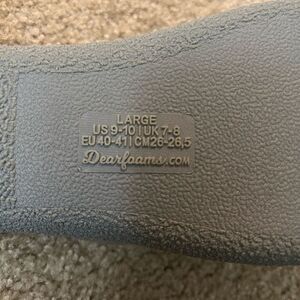 LARGE
US 9-10 | UK 7-8
EU 40-41 | CM 26-26,5
Dearfoams.com